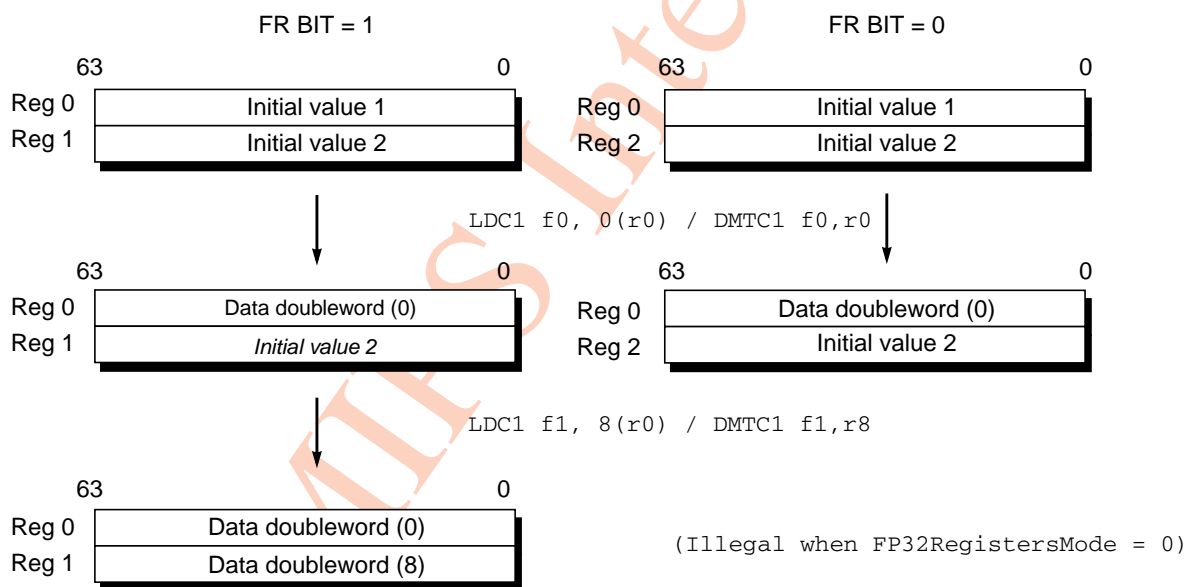 FR BIT = 1 FR BIT = 0
63 0 63 0
Reg 0 Initial value 1 Reg 0 Initial value 1
Reg 1 Initial value 2 Reg 2 Initial value 2
LDC1 f0, 0(r0) / DMTC1 f0,r0
63 0 63 0
Reg 0 Data doubleword (0) Reg 0 Data doubleword (0)
Reg 1 Initial value 2 Reg 2 Initial value 2
LDC1 f1, 8(r0) / DMTC1 f1,r8
63 0
Reg 0 Data doubleword (0)
(Illegal when FP32RegistersMode = 0)
Reg 1 Data doubleword (8)
MIPS Inte